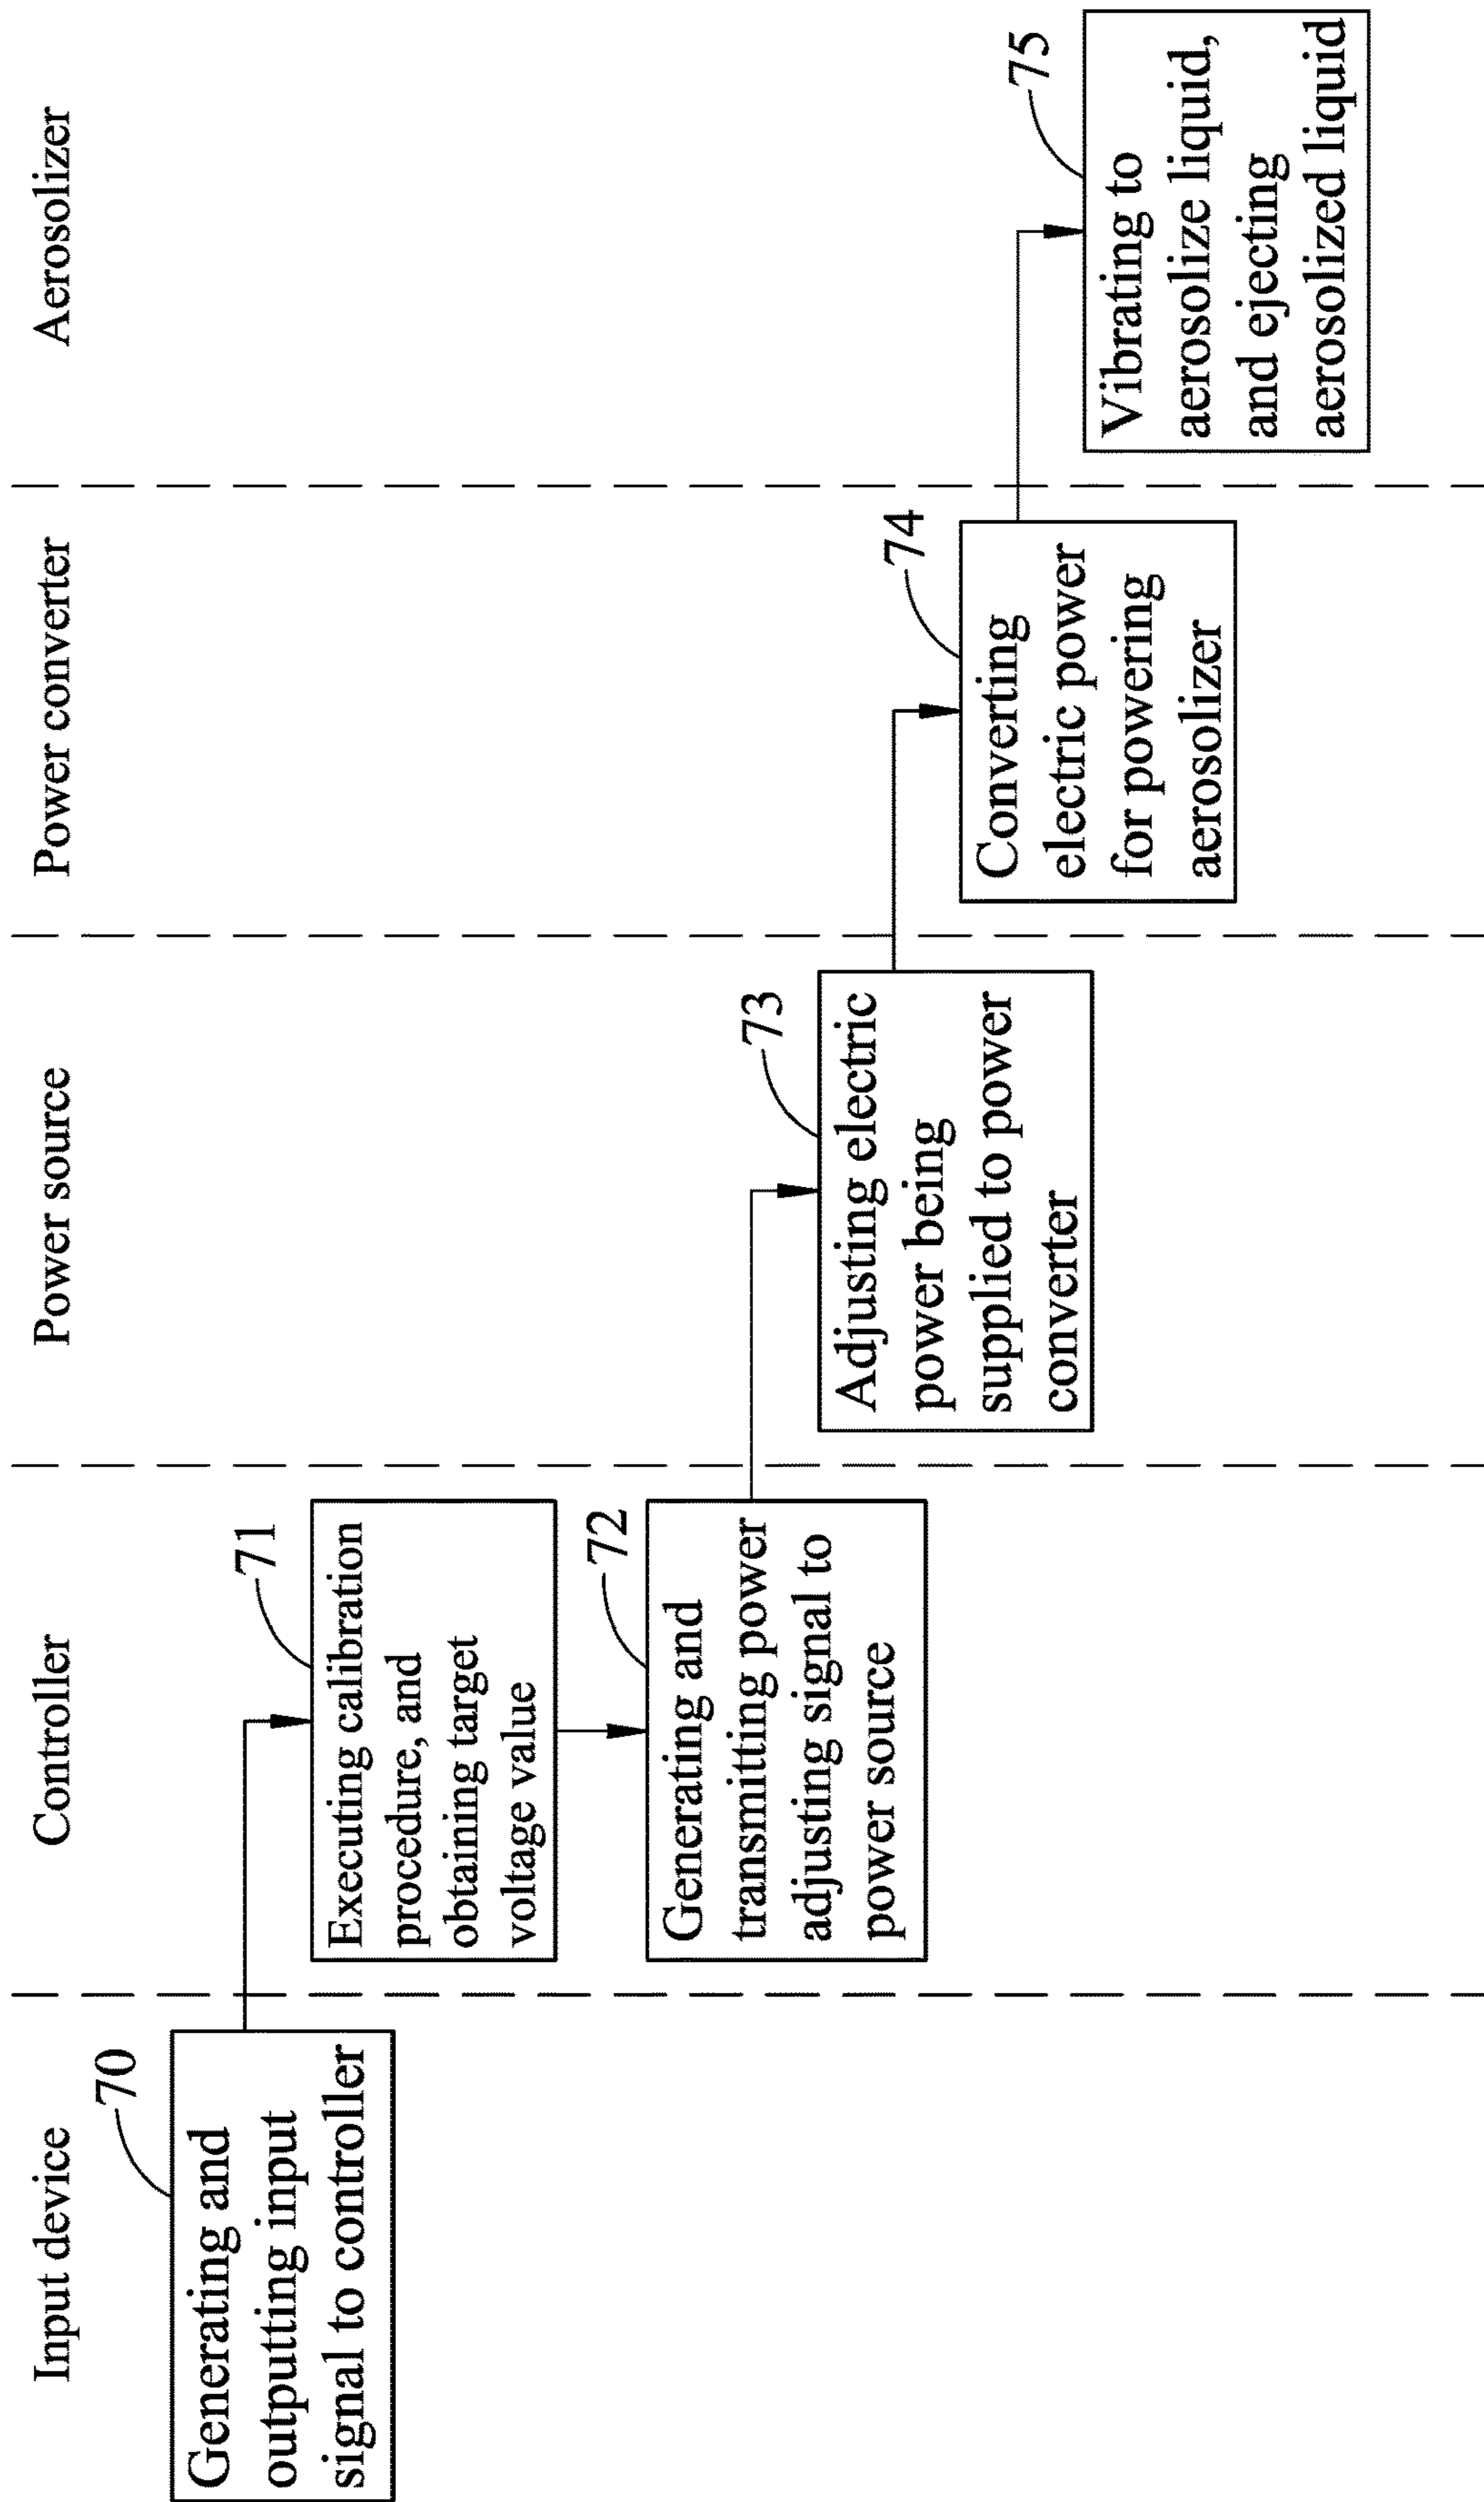 Input device
Controller
Power source
Power converter
Aerosolizer
70
Generating and
outputting input
signal to controller
71
Executing calibration
procedure, and
obtaining target
voltage value
72
Generating and
transmitting power
adjusting signal to
power source
73
Adjusting electric
power being
supplied to power
converter
74
Converting
electric power
for powering
aerosolizer
75
Vibrating to
aerosolize liquid,
and ejecting
aerosolized liquid